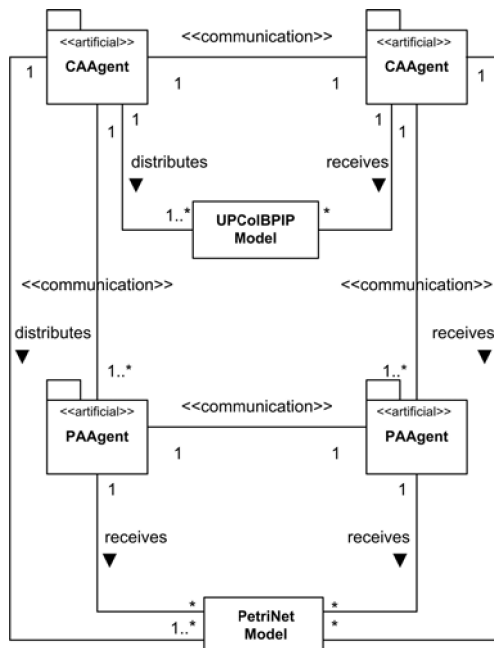 <<communication>>
<<artificial>>
CAAgent
<<artificial>>
CAAgent
1
1
1
1
1
1
1
1
distributes
receives
1..*
UPColBPIP
Model
*
<<communication>>
<<communication>>
distributes
receives
1..*
1..*
<<artificial>>
PAAgent
<<communication>>
<<artificial>>
PAAgent
1
1
1
1
receives
receives
*
PetriNet
Model
*
1..*
*